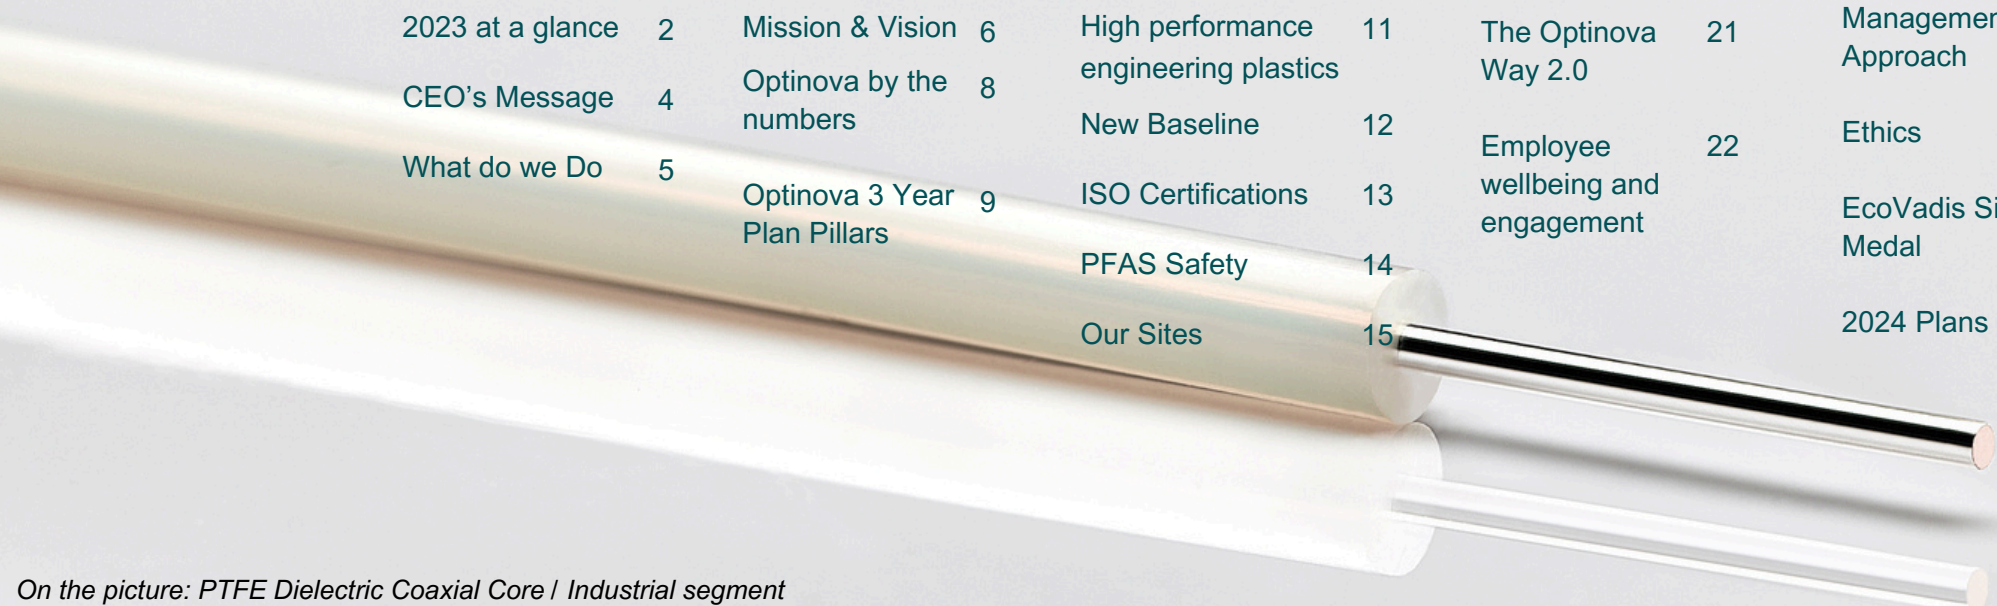 2023 at a glance 2
CEO's Message 4
What do we Do 5
Mission & Vision 6
Optinova by the 8
numbers
Optinova 3 Year 9
Plan Pillars
High performance 11
engineering plastics
New Baseline 12
ISO Certifications 13
PFAS Safety 14
Our Sites 15
The Optinova 21
Way 2.0
Employee 22
wellbeing and
engagement
Approach
Ethics
EcoVadis
Medal
2024 Plans
On the picture: PTFE Dielectric Coaxial Core / Industrial segment